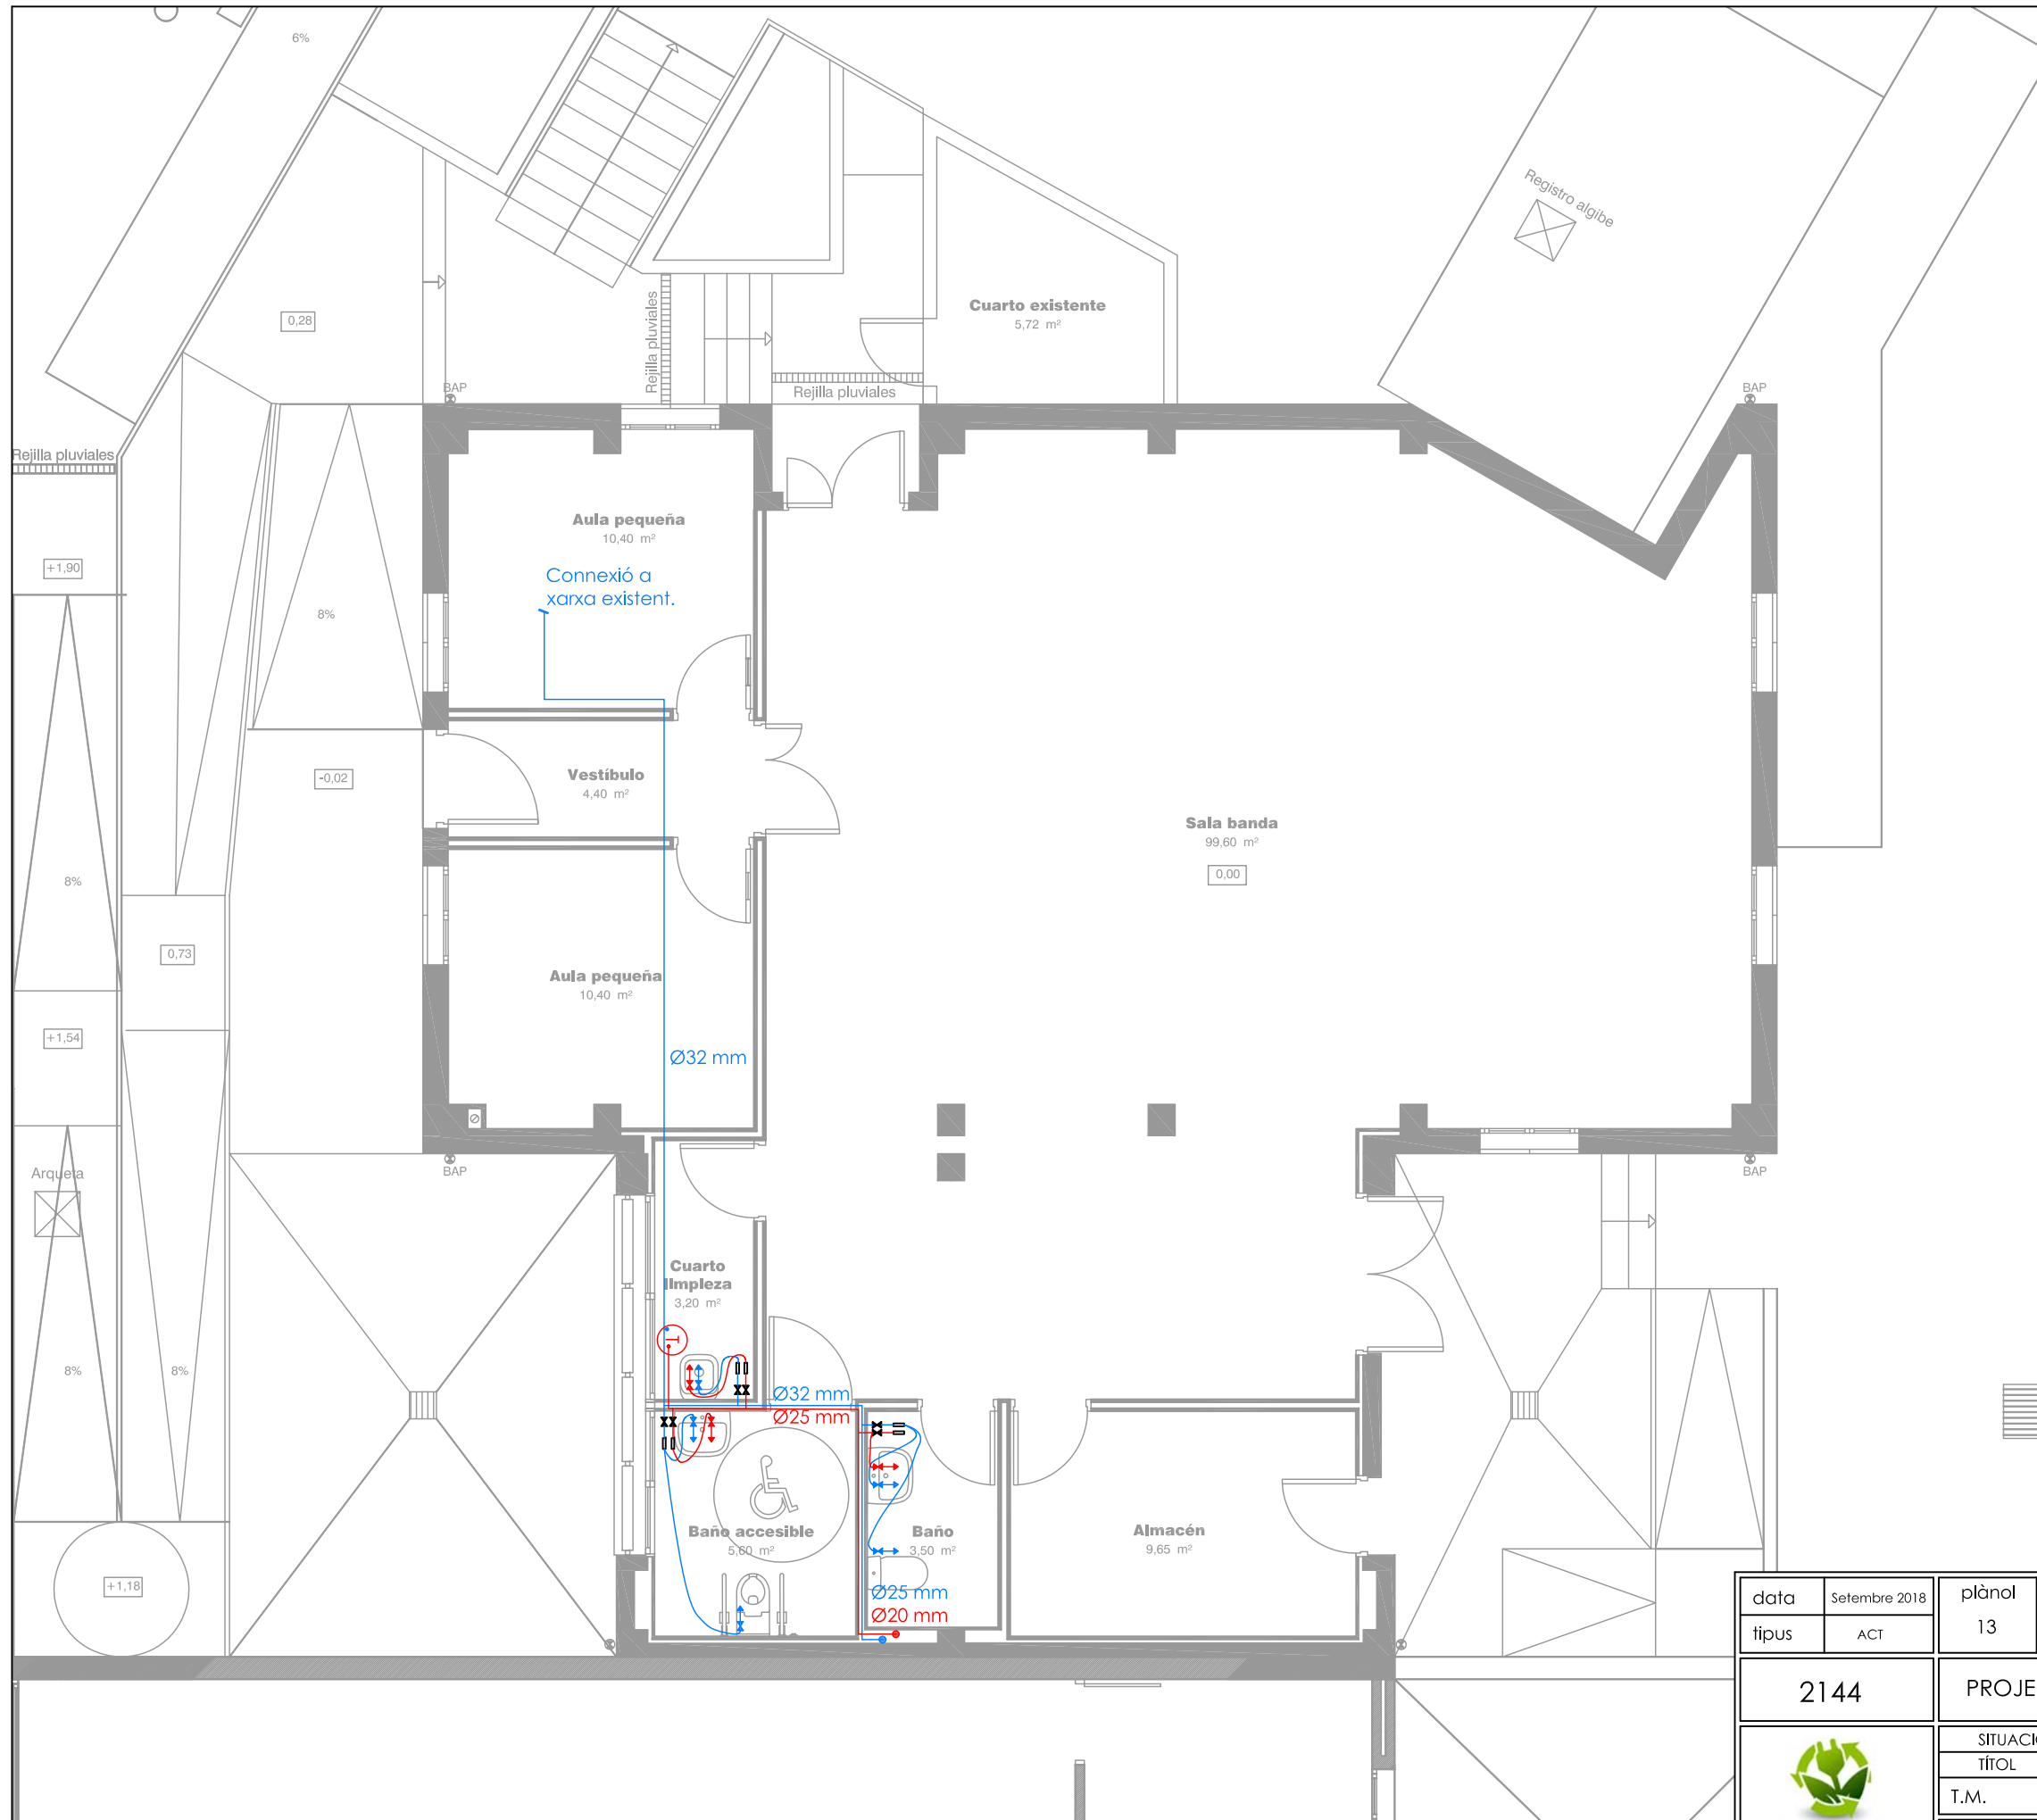 6%
Registro algibe
Cuarto existente
5,72 m²
0,28
Rejilla pluviales
Rejilla pluviales
BAP
BAP
Rejilla pluviales
Aula pequeña
10,40 m²
+1,90
Connexió a
xarxa existent.
8%
Vestíbulo
4,40 m²
-0,02
Sala banda
99,60 m²
0,00
8%
0,73
Aula pequeña
10,40 m²
+1,54
Ø32 mm
Arqueta
BAP
BAP
Cuarto
limpleza
3,20 m²
T
8%
8%
Ø32 mm
Ø25 mm
Baño accesible
5,60 m²
Baño
3,50 m²
Almacén
9,65 m²
+1,18
Ø25 mm
Ø20 mm
data
Setembre 2018
plànol
13
tipus
ACT
2144
PROJE
SITUACI
TÍTOL
T.M.